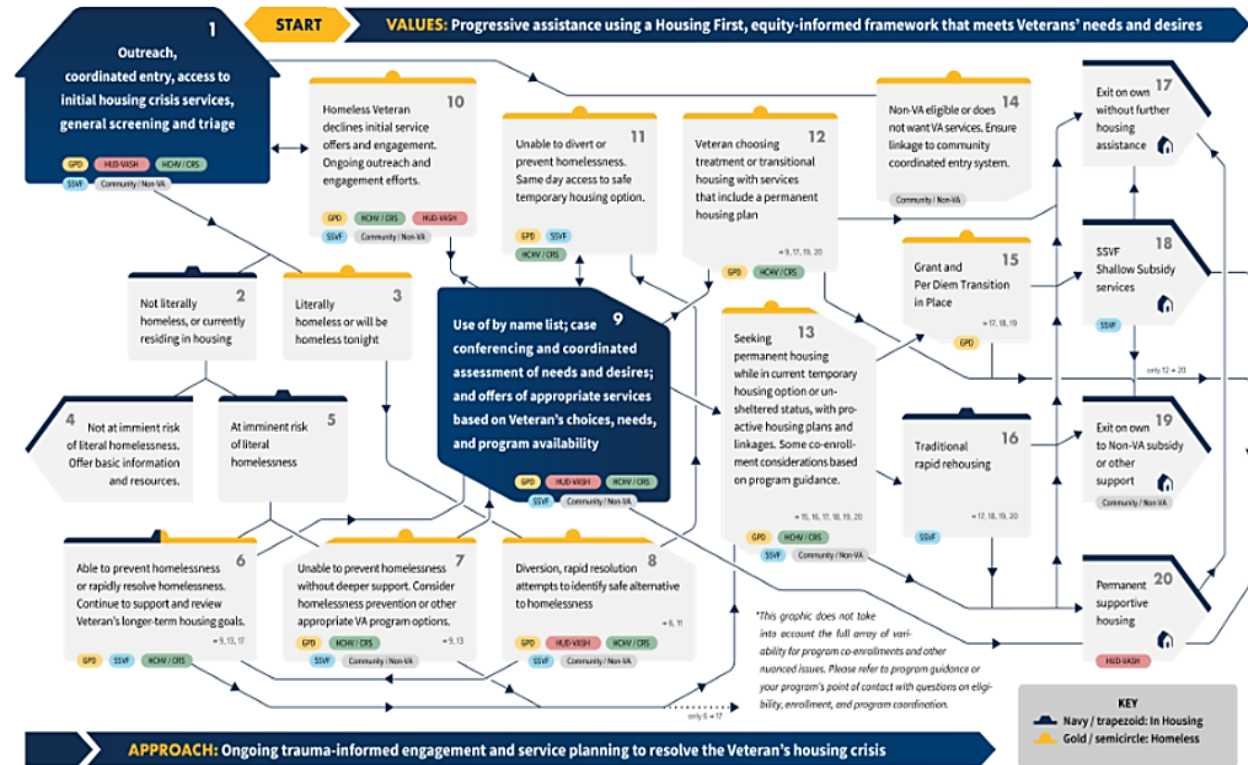 START
VALUES: Progressive assistance using a Housing First, equity-informed framework that meets Veterans' needs and desires
1
Outreach,
coordinated entry, access to
initial housing crisis services,
general screening and triage
GPD HUD-VASH HCHV / CRS
SSVF Community / Non-VA
10
Homeless Veteran
declines initial service
offers and engagement.
Ongoing outreach and
engagement efforts.
GPD HCHV / CRS HUD-VASH
SSVF Community / Non-VA
11
Unable to divert or
prevent homelessness.
Same day access to safe
temporary housing option.
GPD SSVF
HCHV / CRS
12
Veteran choosing
treatment or transitional
housing with services
that include a permanent
housing plan
→ 9, 17, 19, 20
GPD HCHV / CRS
14
Non-VA eligible or does
not want VA services. Ensure
linkage to community
coordinated entry system.
Community / Non-VA
17
Exit on own
without further
housing
assistance
2
Not literally
homeless, or currently
residing in housing
3
Literally
homeless or will be
homeless tonight
9
Use of by name list; case
conferencing and coordinated
assessment of needs and desires;
and offers of appropriate services
based on Veteran's choices, needs,
and program availability
GPD HUD-VASH HCHV / CRS
SSVF Community / Non-VA
13
Seeking
permanent housing
while in current temporary
housing option or un-
sheltered status, with pro-
active housing plans and
linkages. Some co-enroll-
ment considerations based
on program guidance.
→ 15, 16, 17, 18, 19, 20
GPD HCHV / CRS
SSVF Community / Non-VA
15
Grant and
Per Diem Transition
in Place
→ 17, 18, 19
GPD
18
SSVF
Shallow Subsidy
services
SSVF
only 12 → 20
4
Not at immient risk
of literal homelessness.
Offer basic information
and resources.
5
At imminent risk
of literal
homelessness
16
Traditional
rapid rehousing
→ 17, 18, 19, 20
SSVF
19
Exit on own
to Non-VA subsidy
or other
support
Community / Non-VA
6
Able to prevent homelessness
or rapidly resolve homelessness.
Continue to support and review
Veteran's longer-term housing goals.
→ 9, 13, 17
GPD SSVF HCHV / CRS
7
Unable to prevent homelessness
without deeper support. Consider
homelessness prevention or other
appropriate VA program options.
→ 9, 13
GPD HCHV / CRS
SSVF Community / Non-VA
8
Diversion, rapid resolution
attempts to identify safe alternative
to homelessness
→ 6, 11
GPD HUD-VASH HCHV / CRS
SSVF Community / Non-VA
20
Permanent
supportive
housing
HUD-VASH
only 6 → 17
*This graphic does not take
into account the full array of vari-
ability for program co-enrollments and other
nuanced issues. Please refer to program guidance or
your program's point of contact with questions on eligi-
bility, enrollment, and program coordination.
KEY
Navy / trapezoid: In Housing
Gold / semicircle: Homeless
APPROACH: Ongoing trauma-informed engagement and service planning to resolve the Veteran's housing crisis